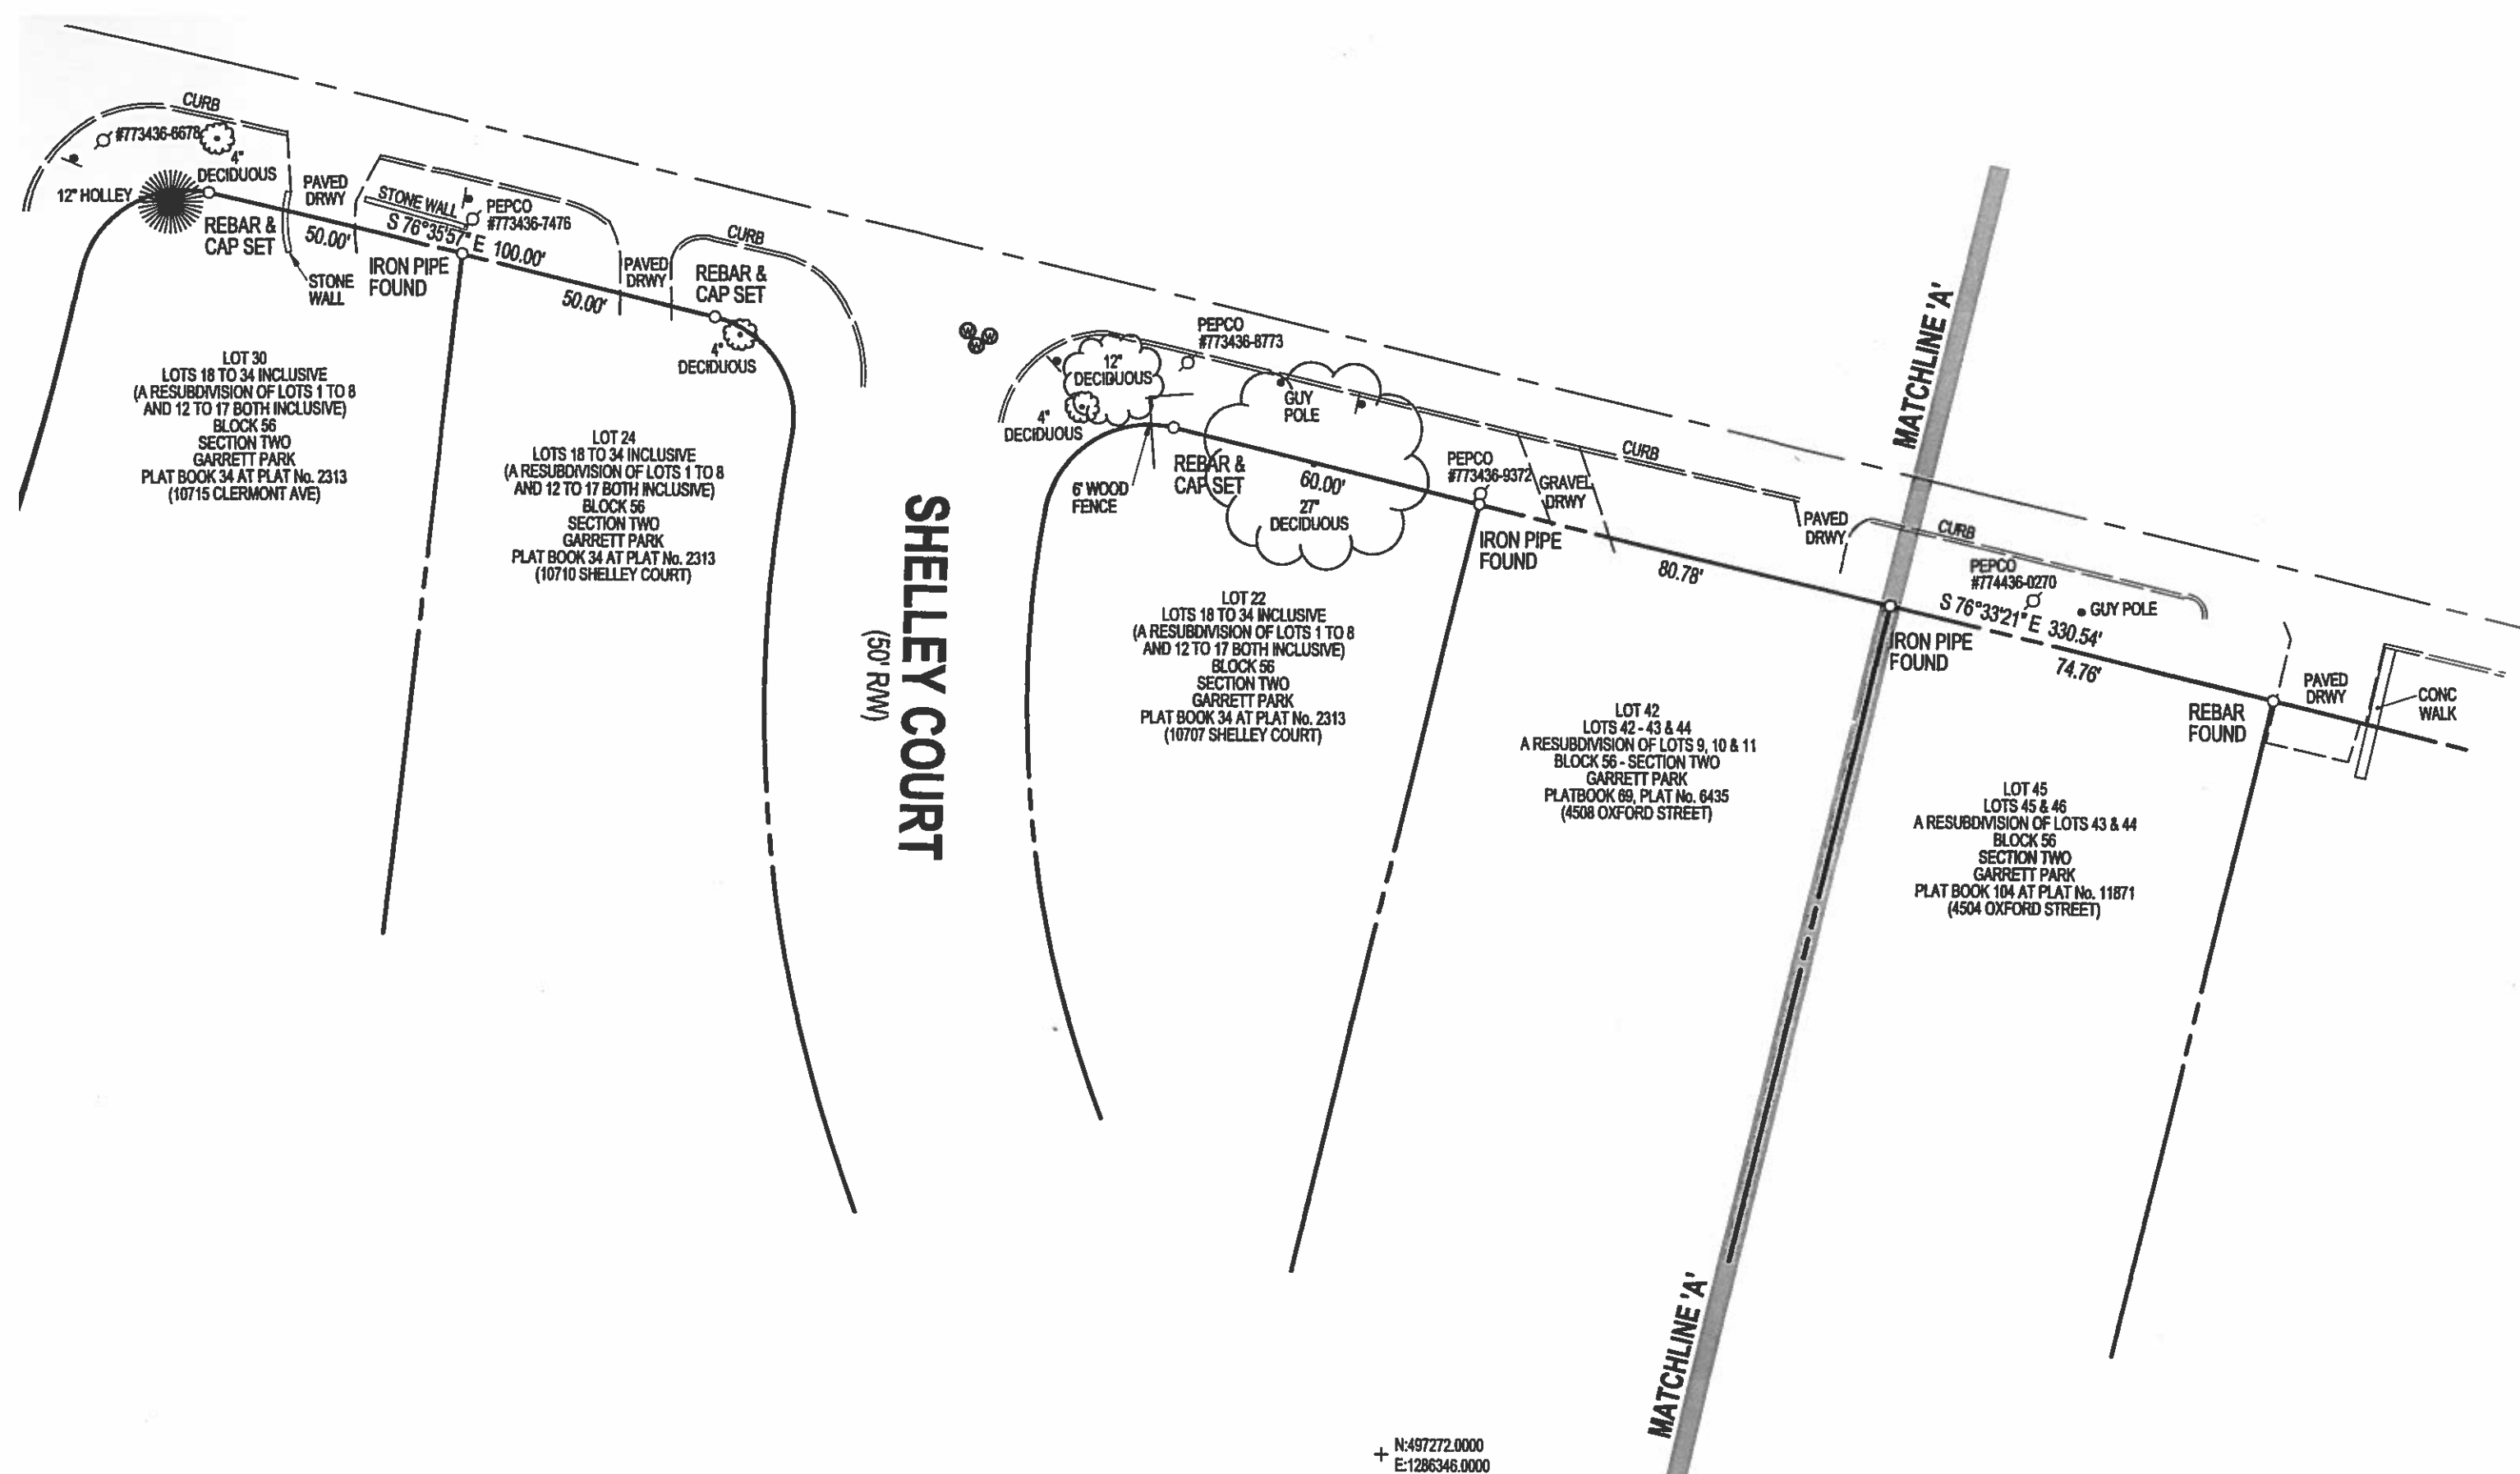 CURB
#773436-6678
4"
DECIDUOUS
12" HOLLEY
PAVED
DRWY
REBAR &
CAP SET
50.00'
STONE
WALL
STONE WALL
PEPCO
#773436-7476
S 76°35'57" E 100.00'
IRON PIPE
FOUND
50.00'
PAVED
DRWY
CURB
REBAR &
CAP SET
4"
DECIDUOUS
LOT 30
LOTS 18 TO 34 INCLUSIVE
(A RESUBDIVISION OF LOTS 1 TO 8
AND 12 TO 17 BOTH INCLUSIVE)
BLOCK 56
SECTION TWO
GARRETT PARK
PLAT BOOK 34 AT PLAT No. 2313
(10715 CLERMONT AVE)
LOT 24
LOTS 18 TO 34 INCLUSIVE
(A RESUBDIVISION OF LOTS 1 TO 8
AND 12 TO 17 BOTH INCLUSIVE)
BLOCK 56
SECTION TWO
GARRETT PARK
PLAT BOOK 34 AT PLAT No. 2313
(10710 SHELLEY COURT)
SHELLEY COURT
(50' R/W)
W
W
W
PEPCO
#773436-8773
12"
DECIDUOUS
4"
DECIDUOUS
GUY
POLE
6' WOOD
FENCE
REBAR &
CAP SET
60.00'
27"
DECIDUOUS
PEPCO
#773436-9372
GRAVEL
DRWY
CURB
IRON PIPE
FOUND
80.78'
PAVED
DRWY
LOT 22
LOTS 18 TO 34 INCLUSIVE
(A RESUBDIVISION OF LOTS 1 TO 8
AND 12 TO 17 BOTH INCLUSIVE)
BLOCK 56
SECTION TWO
GARRETT PARK
PLAT BOOK 34 AT PLAT No. 2313
(10707 SHELLEY COURT)
LOT 42
LOTS 42 - 43 & 44
A RESUBDIVISION OF LOTS 9, 10 & 11
BLOCK 56 - SECTION TWO
GARRETT PARK
PLATBOOK 69, PLAT No. 6435
(4508 OXFORD STREET)
MATCHLINE 'A'
CURB
PEPCO
#774436-0270
GUY POLE
S 76°33'21" E 330.54'
IRON PIPE
FOUND
74.76'
REBAR
FOUND
PAVED
DRWY
CONC
WALK
LOT 45
LOTS 45 & 46
A RESUBDIVISION OF LOTS 43 & 44
BLOCK 56
SECTION TWO
GARRETT PARK
PLAT BOOK 104 AT PLAT No. 11871
(4504 OXFORD STREET)
MATCHLINE 'A'
N:497272.0000
E:1286346.0000